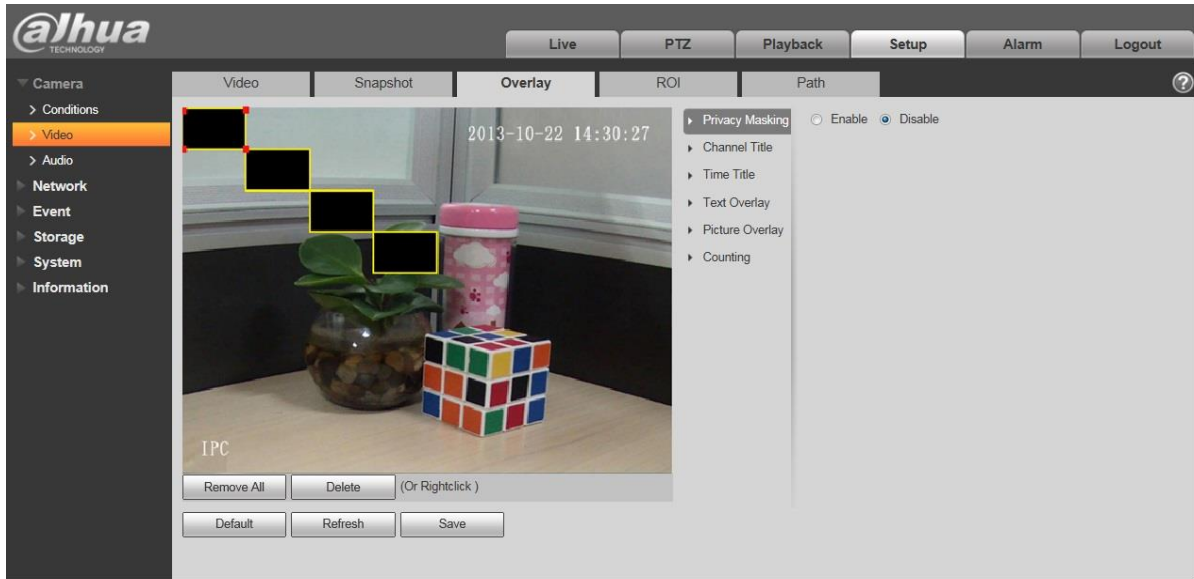 alhua
TECHNOLOGY
Live PTZ Playback Setup Alarm Logout
Camera
Conditions
Video
Audio
Network
Event
Storage
System
Information
Video Snapshot Overlay ROI Path
?
2013-10-22 14:30:27
IPC
Privacy Masking
Channel Title
Time Title
Text Overlay
Picture Overlay
Counting
Enable Disable
Remove All Delete (Or Rightclick )
Default Refresh Save